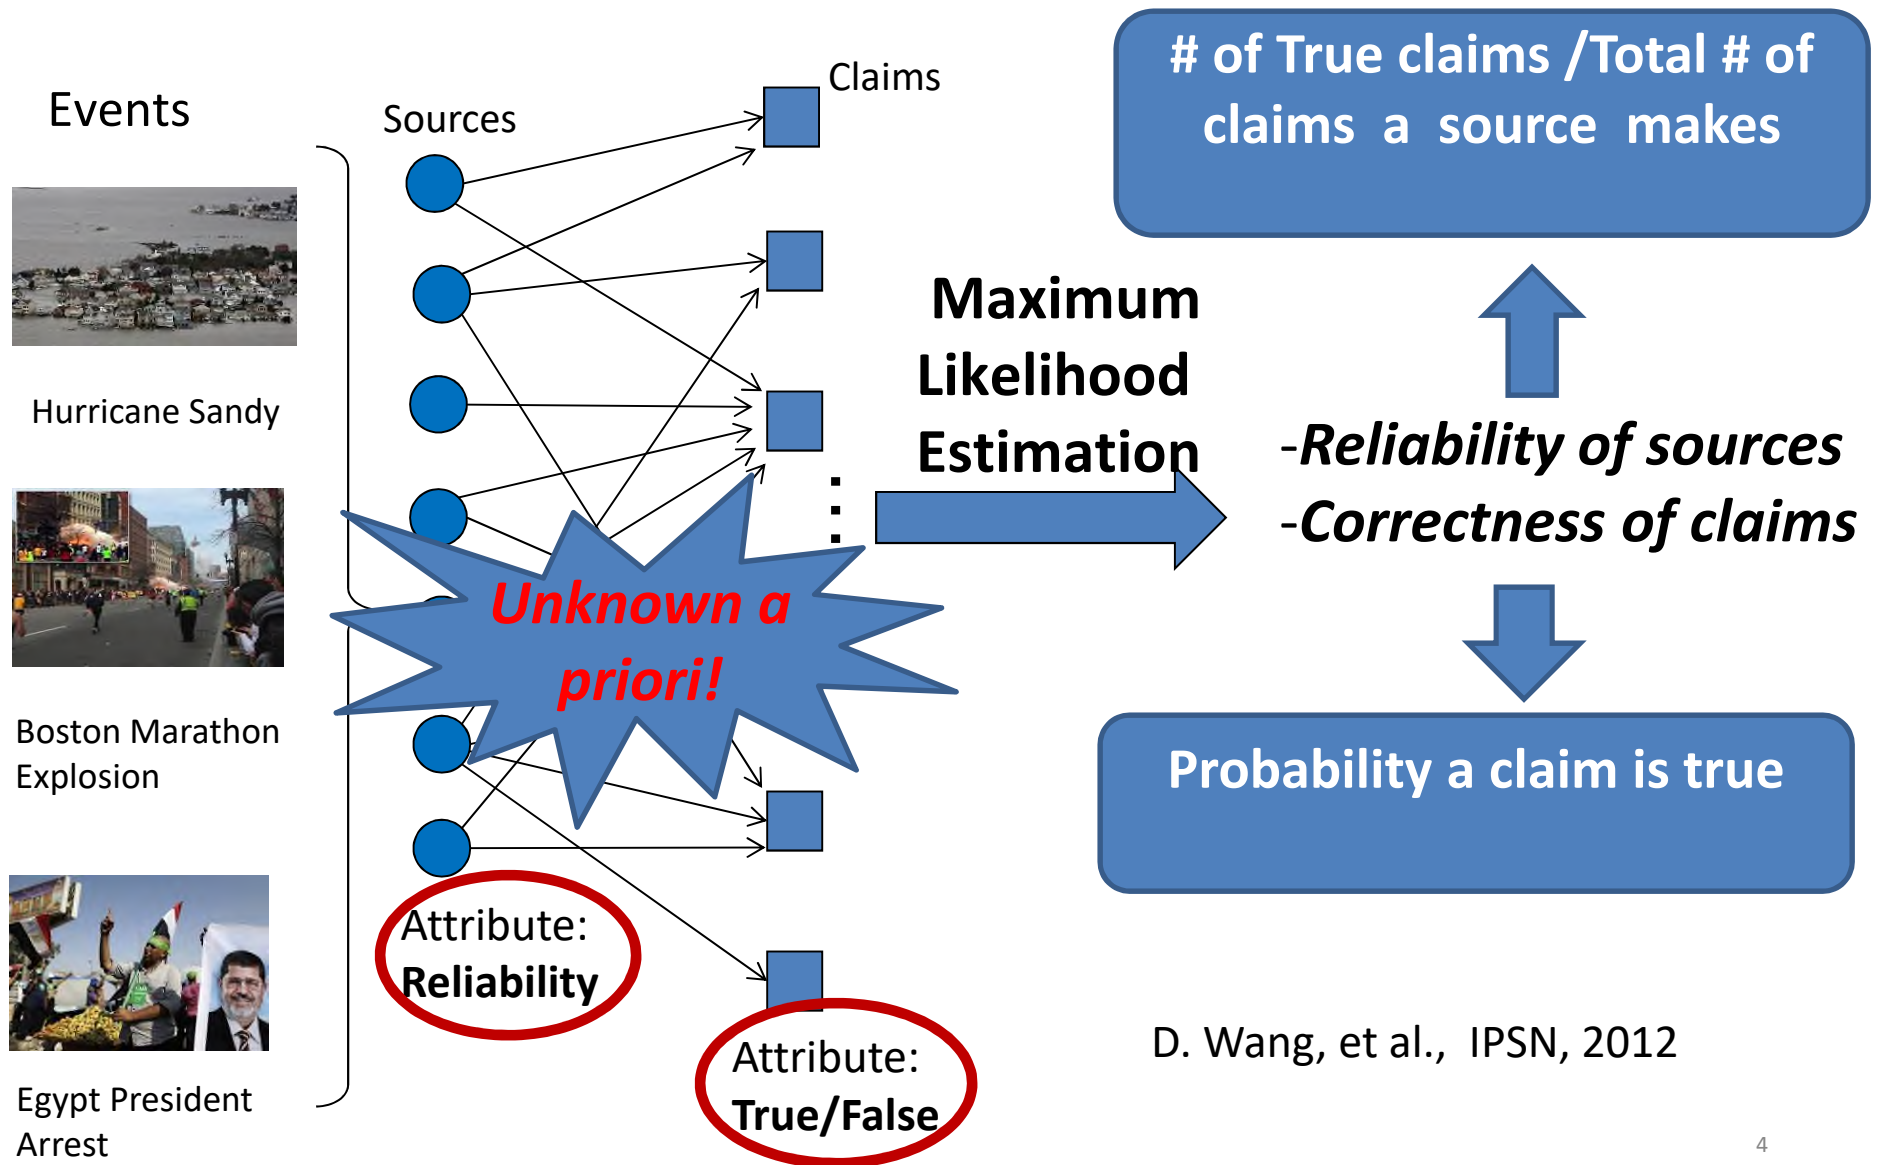 Events
Sources
Claims
# of True claims /Total # of
claims a source makes
Hurricane Sandy
Maximum
Likelihood
Estimation
-Reliability of sources
-Correctness of claims
Unknown a
priori!
Boston Marathon
Explosion
Probability a claim is true
Attribute:
Reliability
Attribute:
True/False
D. Wang, et al., IPSN, 2012
Egypt President
Arrest
4